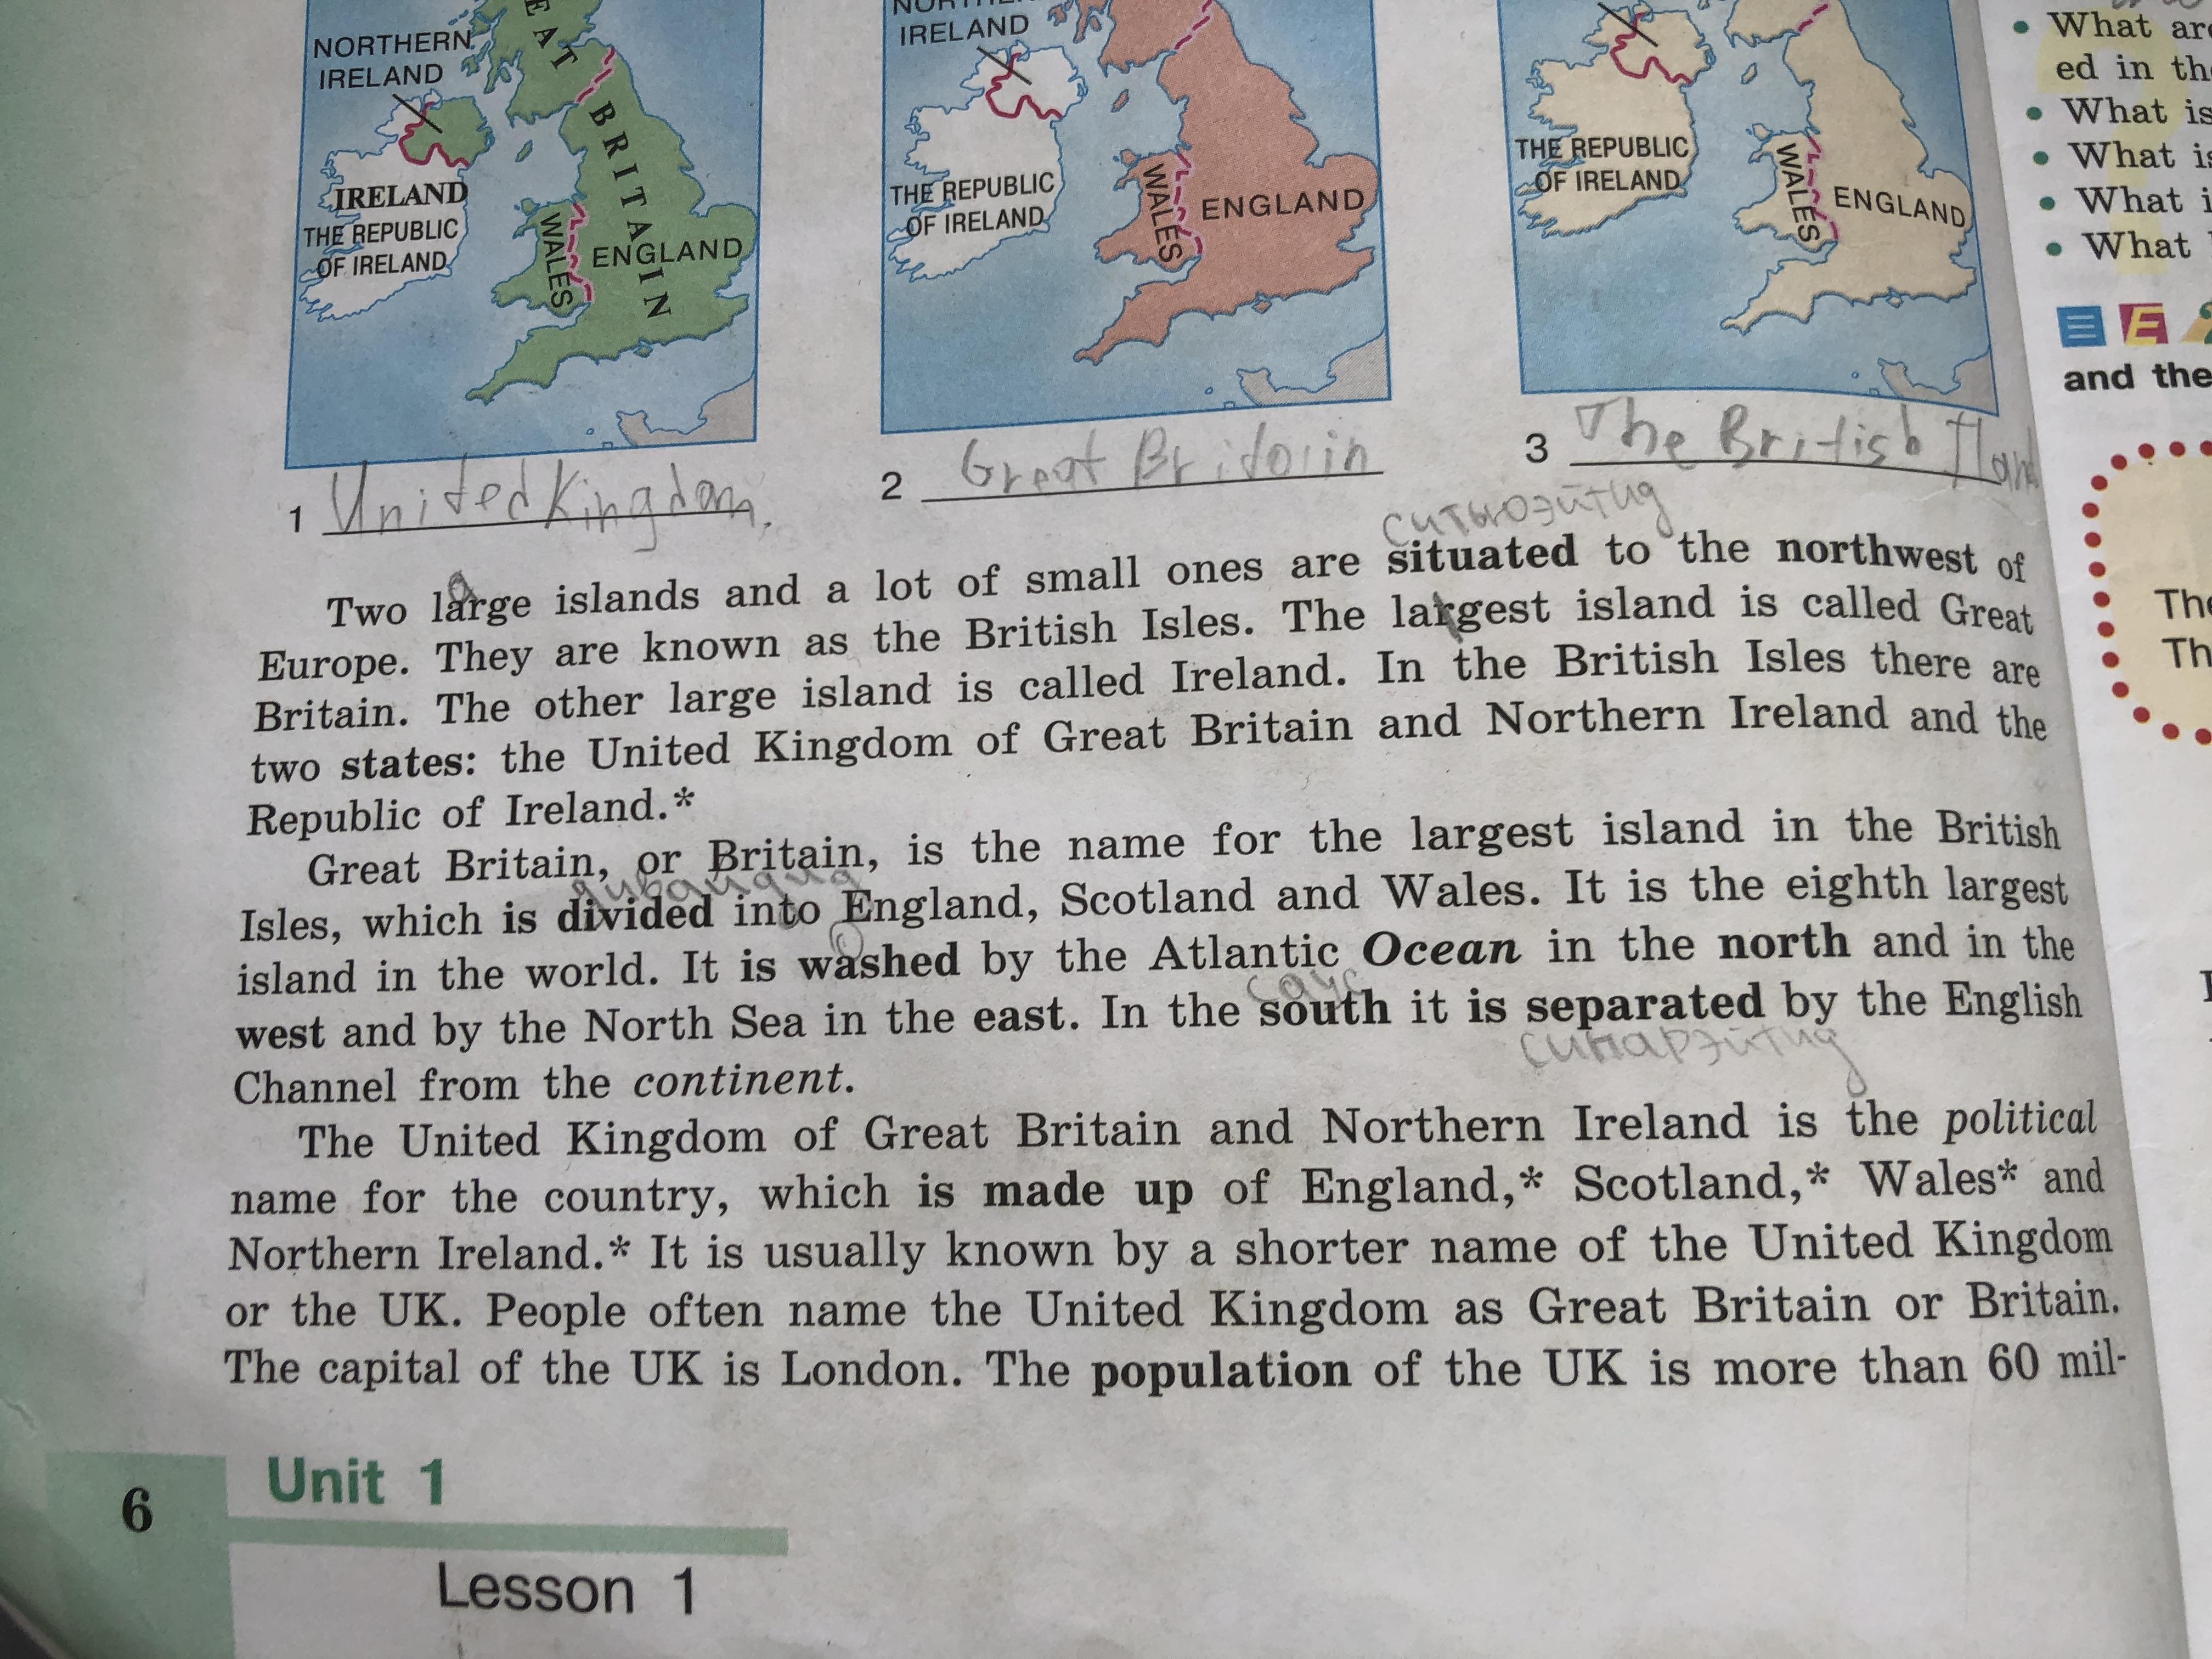 EAT
NORTHERN
IRELAND
BRITAIN
IRELAND
THE REPUBLIC
OF IRELAND
WALES
ENGLAND
IRELAND
THE REPUBLIC
OF IRELAND
WALES
ENGLAND
THE REPUBLIC
OF IRELAND
WALES
ENGLAND
1 United Kingdom.
2 Great Britain
3 The British
ситьюэйтид
Two large islands and a lot of small ones are situated to the northwest of
Europe. They are known as the British Isles. The largest island is called Great
Britain. The other large island is called Ireland. In the British Isles there are
two states: the United Kingdom of Great Britain and Northern Ireland and the
Republic of Ireland.*
Great Britain, or Britain, is the name for the largest island in the British
дивайдид
Isles, which is divided into England, Scotland and Wales. It is the eighth largest
о
island in the world. It is washed by the Atlantic Ocean in the north and in the
саус
west and by the North Sea in the east. In the south it is separated by the English
сипарэйтид
Channel from the continent.
The United Kingdom of Great Britain and Northern Ireland is the political
name for the country, which is made up of England,* Scotland,* Wales* and
Northern Ireland.* It is usually known by a shorter name of the United Kingdom
or the UK. People often name the United Kingdom as Great Britain or Britain.
The capital of the UK is London. The population of the UK is more than 60 mil-
6
Unit 1
Lesson 1
• What
ed in
• What is
• What
• What
• What
E
and the